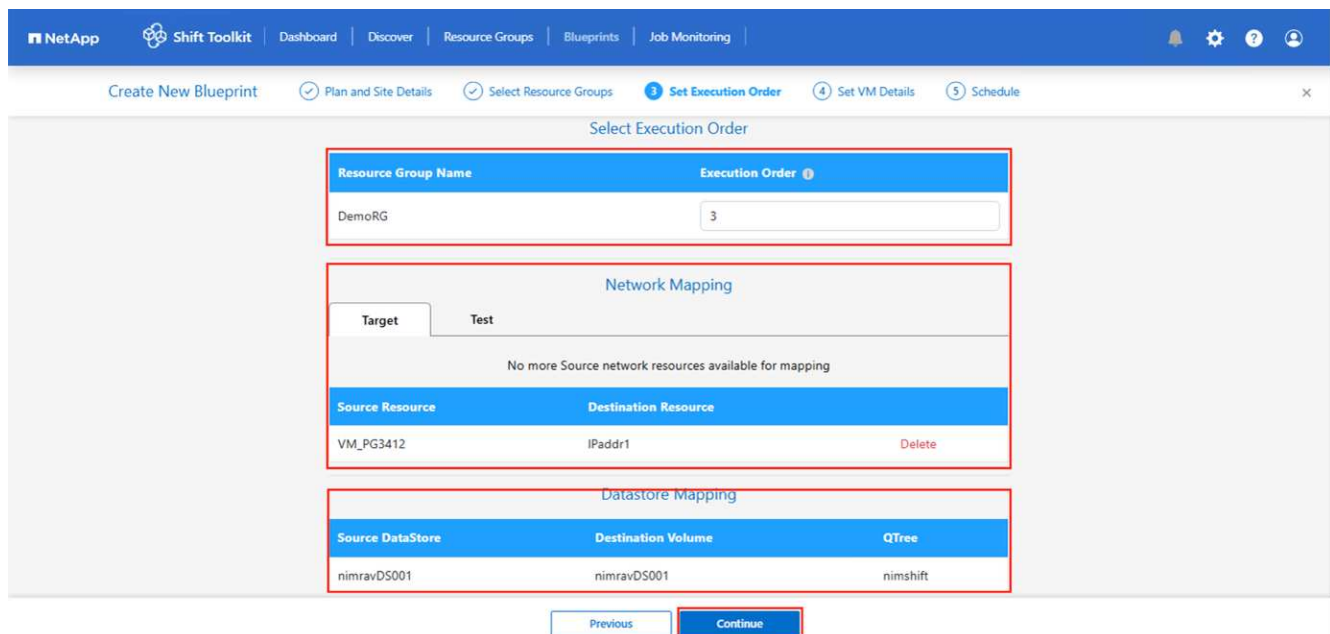 NetApp Shift Toolkit Dashboard Discover Resource Groups Blueprints Job Monitoring
Create New Blueprint Plan and Site Details Select Resource Groups 3 Set Execution Order 4 Set VM Details 5 Schedule
Select Execution Order
Resource Group Name Execution Order
DemoRG 3
Network Mapping
Target Test
No more Source network resources available for mapping
Source Resource Destination Resource
VM_PG3412 IPaddr1 Delete
Datastore Mapping
Source DataStore Destination Volume QTree
nimravDS001 nimravDS001 nimshift
Previous Continue